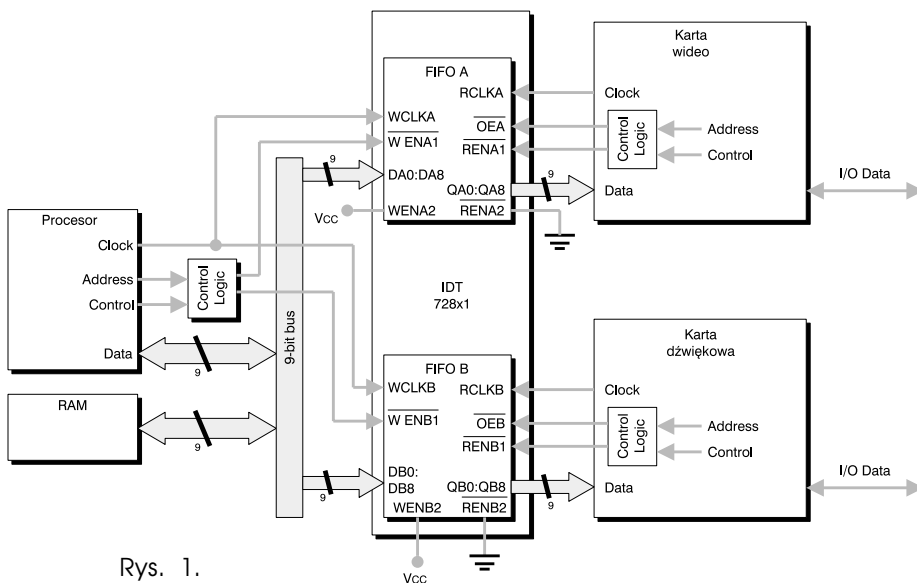 FIFO A
RCLKA
WCLKA
OEA
W ENA1
RENA1
DA0:DA8
QA0:QA8
WENA2
RENA2
VCC
9
9
Karta
wideo
Clock
Control
Logic
Address
Control
Data
I/O Data
Procesor
Clock
Address
Control
Control
Logic
Data
9
9-bit bus
RAM
9
IDT
728x1
FIFO B
WCLKB
RCLKB
W ENB1
OEB
RENB1
DB0:
DB8
QB0:QB8
WENB2
RENB2
VCC
9
9
Karta
dźwiękowa
Clock
Control
Logic
Address
Control
Data
I/O Data
Rys. 1.